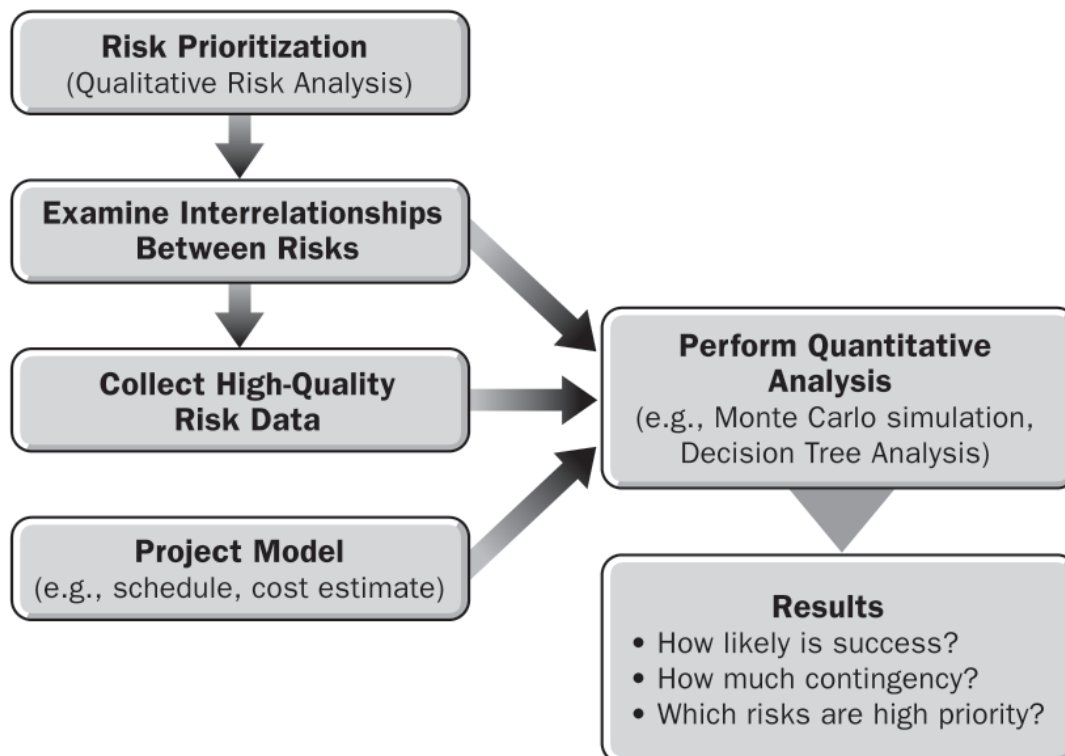 Risk Prioritization
(Qualitative Risk Analysis)
Examine Interrelationships
Between Risks
Collect High-Quality
Risk Data
Project Model
(e.g., schedule, cost estimate)
Perform Quantitative
Analysis
(e.g., Monte Carlo simulation,
Decision Tree Analysis)
Results
• How likely is success?
• How much contingency?
• Which risks are high priority?